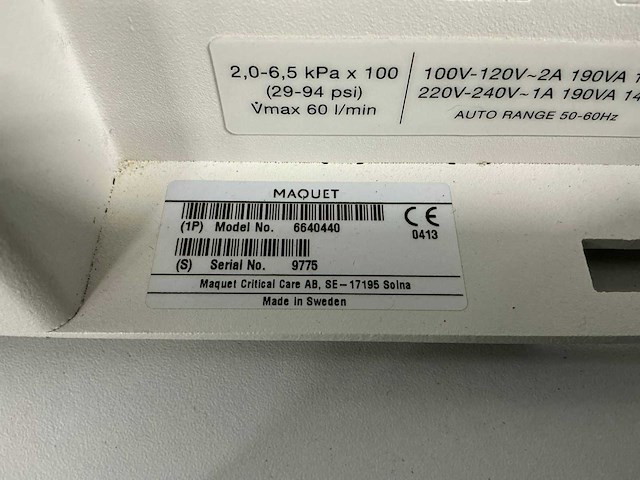 2,0-6,5 kPa x 100
(29-94 psi)
V̇max 60 l/min
100V-120V~2A 190VA
220V-240V~1A 190VA
AUTO RANGE 50-60Hz
MAQUET
(1P) Model No. 6640440
CE
0413
(S) Serial No. 9775
Maquet Critical Care AB, SE-17195 Solna
Made in Sweden